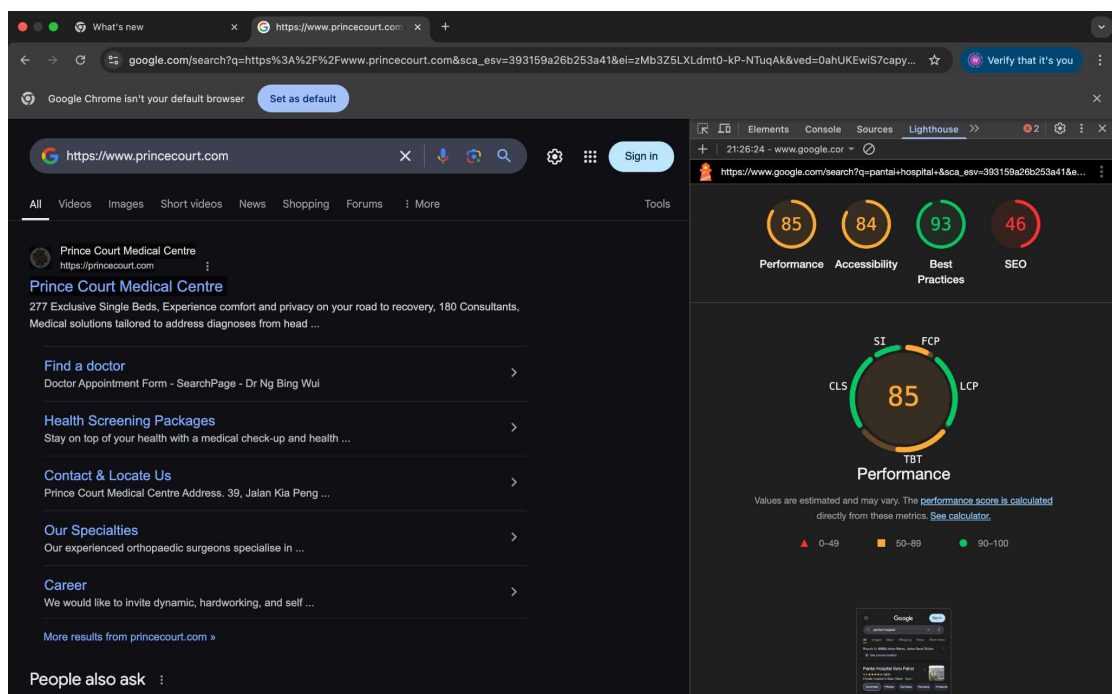 What's new
https://www.princecourt.com
google.com/search?q=https%3A%2F%2Fwww.princecourt.com&sca_esv=393159a26b253a41&ei=zMb3Z5LXLdmt0-kP-NTuqAk&ved=0ahUKEwiS7capy...
Verify that it's you
Google Chrome isn't your default browser
Set as default
https://www.princecourt.com
Sign in
All Videos Images Short videos News Shopping Forums More
Tools
Prince Court Medical Centre
https://princecourt.com
Prince Court Medical Centre
277 Exclusive Single Beds, Experience comfort and privacy on your road to recovery, 180 Consultants,
Medical solutions tailored to address diagnoses from head ...
Find a doctor
Doctor Appointment Form - SearchPage - Dr Ng Bing Wui
Health Screening Packages
Stay on top of your health with a medical check-up and health ...
Contact & Locate Us
Prince Court Medical Centre Address. 39, Jalan Kia Peng ...
Our Specialties
Our experienced orthopaedic surgeons specialise in ...
Career
We would like to invite dynamic, hardworking, and self ...
More results from princecourt.com »
People also ask
Elements Console Sources Lighthouse 2
21:26:24 - www.google.cor
https://www.google.com/search?q=pantai+hospital+&sca_esv=393159a26b253a41&e...
85 84 93 46
Performance Accessibility Best Practices SEO
SI FCP
CLS LCP
85
TBT
Performance
Values are estimated and may vary. The performance score is calculated
directly from these metrics. See calculator.
0–49 50–89 90–100
Google